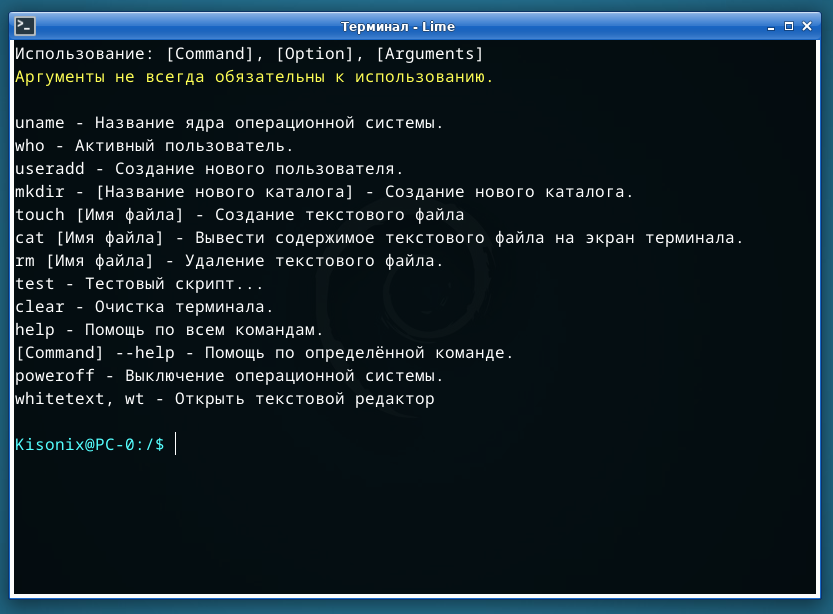 Терминал - Lime
Использование: [Command], [Option], [Arguments]
Аргументы не всегда обязательны к использованию.
uname - Название ядра операционной системы.
who - Активный пользователь.
useradd - Создание нового пользователя.
mkdir - [Название нового каталога] - Создание нового каталога.
touch [Имя файла] - Создание текстового файла
cat [Имя файла] - Вывести содержимое текстового файла на экран терминала.
rm [Имя файла] - Удаление текстового файла.
test - Тестовый скрипт...
clear - Очистка терминала.
help - Помощь по всем командам.
[Command] --help - Помощь по определённой команде.
poweroff - Выключение операционной системы.
whitetext, wt - Открыть текстовой редактор
Kisonix@PC-0:/$